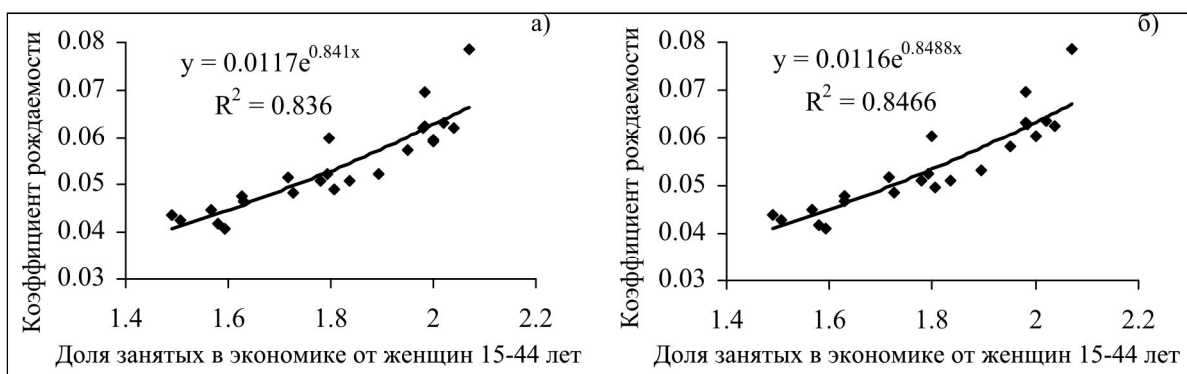 а)
Коэффициент рождаемости
0.08
0.07
0.06
0.05
0.04
0.03
y = 0.0117e^0.841x
R^2 = 0.836
1.4 1.6 1.8 2 2.2
Доля занятых в экономике от женщин 15-44 лет
б)
Коэффициент рождаемости
0.08
0.07
0.06
0.05
0.04
0.03
y = 0.0116e^0.8488x
R^2 = 0.8466
1.4 1.6 1.8 2 2.2
Доля занятых в экономике от женщин 15-44 лет